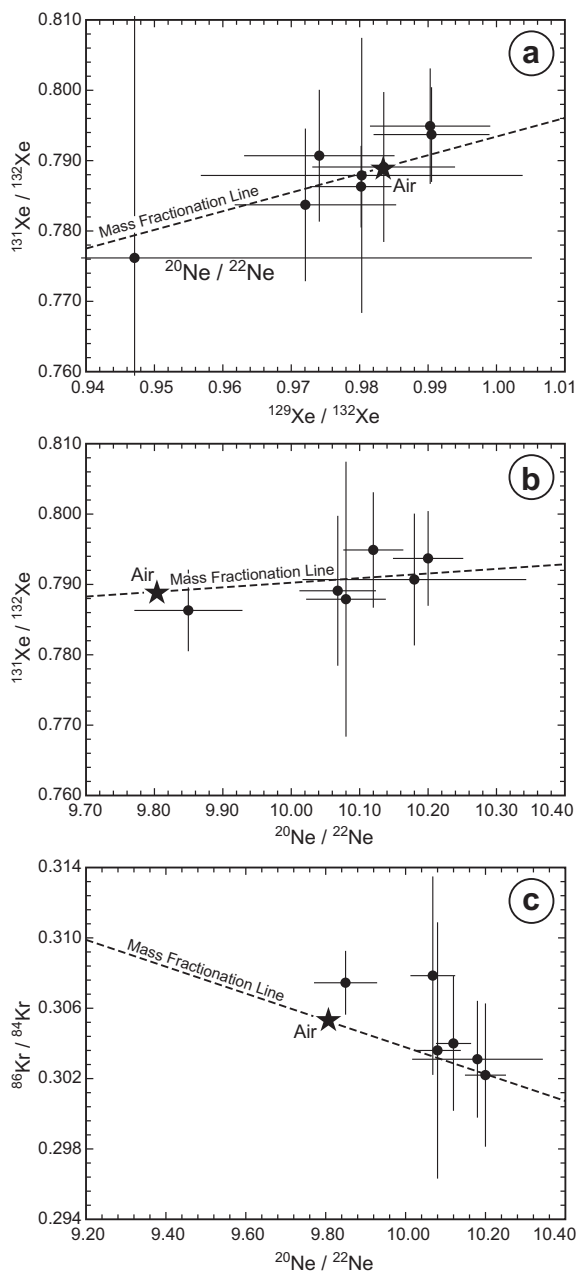 0.810
a
0.800
0.790
0.780
0.770
0.760
Air
Mass Fractionation Line
²⁰Ne / ²²Ne
¹³¹Xe / ¹³²Xe
0.94 0.95 0.96 0.97 0.98 0.99 1.00 1.01
¹²⁹Xe / ¹³²Xe
0.810
b
0.800
0.790
0.780
0.770
0.760
Air
Mass Fractionation Line
¹³¹Xe / ¹³²Xe
9.70 9.80 9.90 10.00 10.10 10.20 10.30 10.40
²⁰Ne / ²²Ne
0.314
c
0.310
0.306
0.302
0.298
0.294
Mass Fractionation Line
Air
⁸⁶Kr / ⁸⁴Kr
9.20 9.40 9.60 9.80 10.00 10.20 10.40
²⁰Ne / ²²Ne